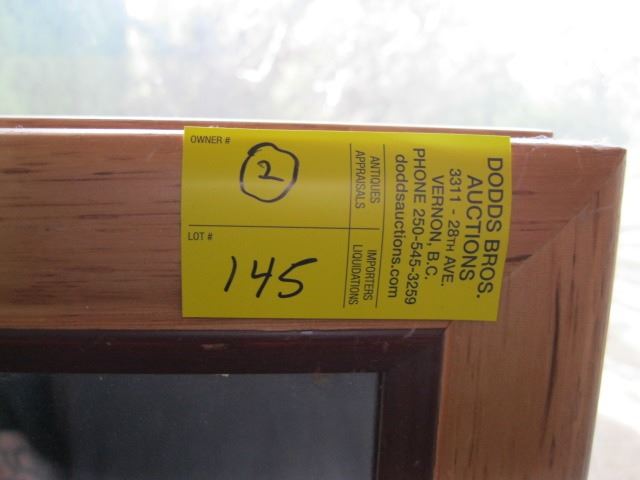 OWNER #
2
LOT #
145
ANTIQUES
APPRAISALS
IMPORTERS
LIQUIDATIONS
DODDS BROS.
AUCTIONS
3311 - 28TH AVE.
VERNON, B.C.
PHONE 250-545-3259
doddsauctions.com